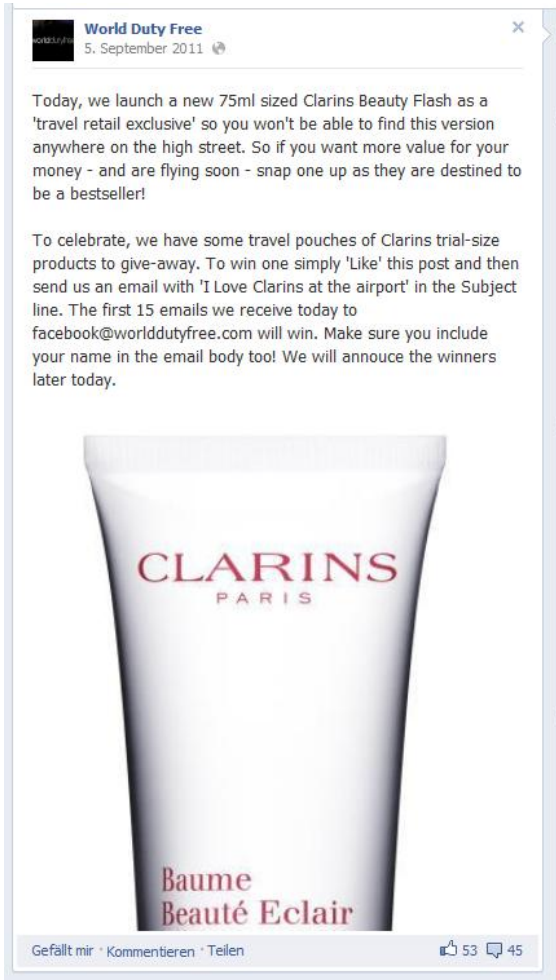 World Duty Free
5. September 2011
Today, we launch a new 75ml sized Clarins Beauty Flash as a
'travel retail exclusive' so you won't be able to find this version
anywhere on the high street. So if you want more value for your
money - and are flying soon - snap one up as they are destined to
be a bestseller!
To celebrate, we have some travel pouches of Clarins trial-size
products to give-away. To win one simply 'Like' this post and then
send us an email with 'I Love Clarins at the airport' in the Subject
line. The first 15 emails we receive today to
facebook@worlddutyfree.com will win. Make sure you include
your name in the email body too! We will annouce the winners
later today.
CLARINS
PARIS
Baume
Beauté Eclair
Gefällt mir · Kommentieren · Teilen 53 45